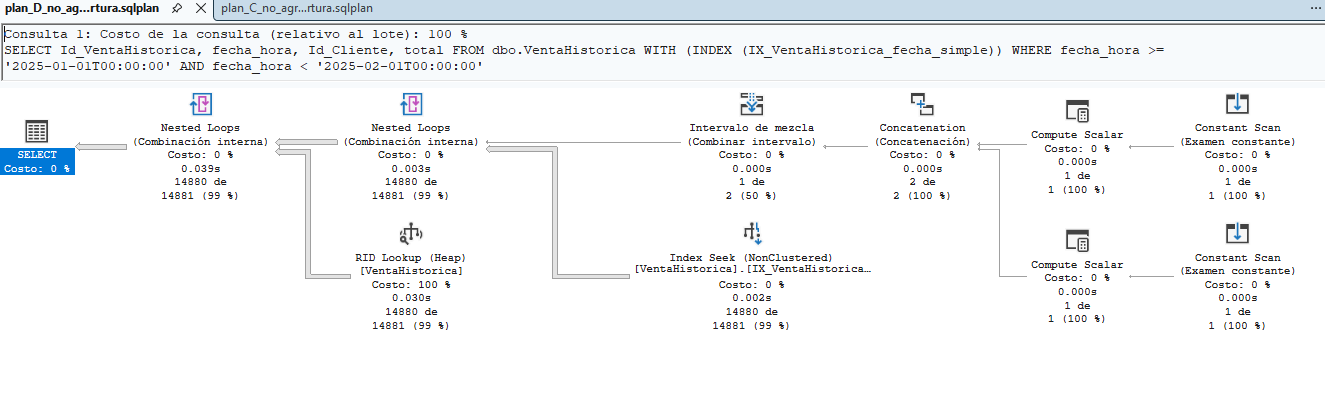 plan_D_no_agr...rtura.sqlplan
plan_C_no_agr...rtura.sqlplan
Consulta 1: Costo de la consulta (relativo al lote): 100 %
SELECT Id_VentaHistorica, fecha_hora, Id_Cliente, total FROM dbo.VentaHistorica WITH (INDEX (IX_VentaHistorica_fecha_simple)) WHERE fecha_hora >=
'2025-01-01T00:00:00' AND fecha_hora < '2025-02-01T00:00:00'
SELECT
Costo: 0 %
Nested Loops
(Combinación interna)
Costo: 0 %
0.039s
14880 de
14881 (99 %)
Nested Loops
(Combinación interna)
Costo: 0 %
0.003s
14880 de
14881 (99 %)
Intervalo de mezcla
(Combinar intervalo)
Costo: 0 %
0.000s
1 de
2 (50 %)
Concatenation
(Concatenación)
Costo: 0 %
0.000s
2 de
2 (100 %)
Compute Scalar
Costo: 0 %
0.000s
1 de
1 (100 %)
Constant Scan
(Examen constante)
Costo: 0 %
0.000s
1 de
1 (100 %)
RID Lookup (Heap)
[VentaHistorica]
Costo: 100 %
0.030s
14880 de
14881 (99 %)
Index Seek (NonClustered)
[VentaHistorica].[IX_VentaHistorica...
Costo: 0 %
0.002s
14880 de
14881 (99 %)
Compute Scalar
Costo: 0 %
0.000s
1 de
1 (100 %)
Constant Scan
(Examen constante)
Costo: 0 %
0.000s
1 de
1 (100 %)